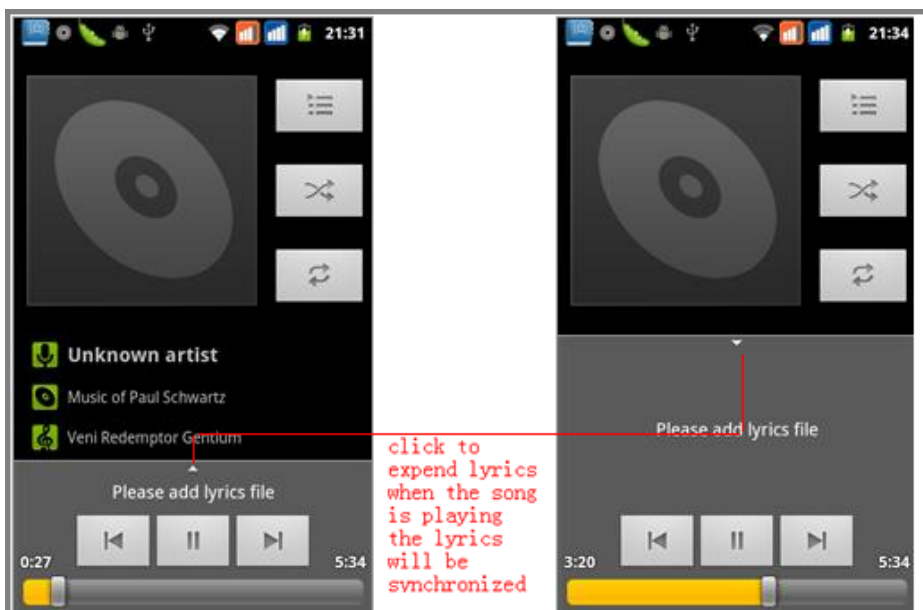 21:31
Unknown artist
Music of Paul Schwartz
Veni Redemptor Gentium
Please add lyrics file
0:27
5:34
click to
expend lyrics
when the song
is playing
the lyrics
will be
synchronized
21:34
Please add lyrics file
3:20
5:34